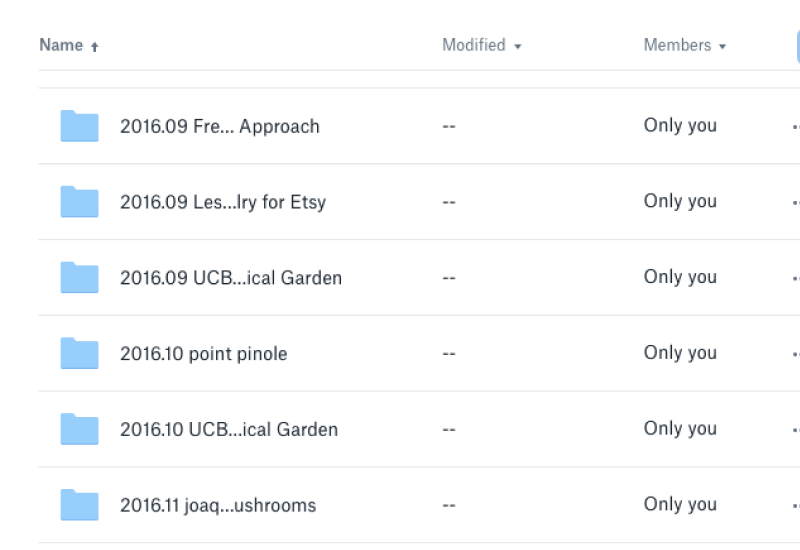 Name Modified Members
2016.09 Fre... Approach -- Only you
2016.09 Les...lry for Etsy -- Only you
2016.09 UCB...ical Garden -- Only you
2016.10 point pinole -- Only you
2016.10 UCB...ical Garden -- Only you
2016.11 joaq...ushrooms -- Only you